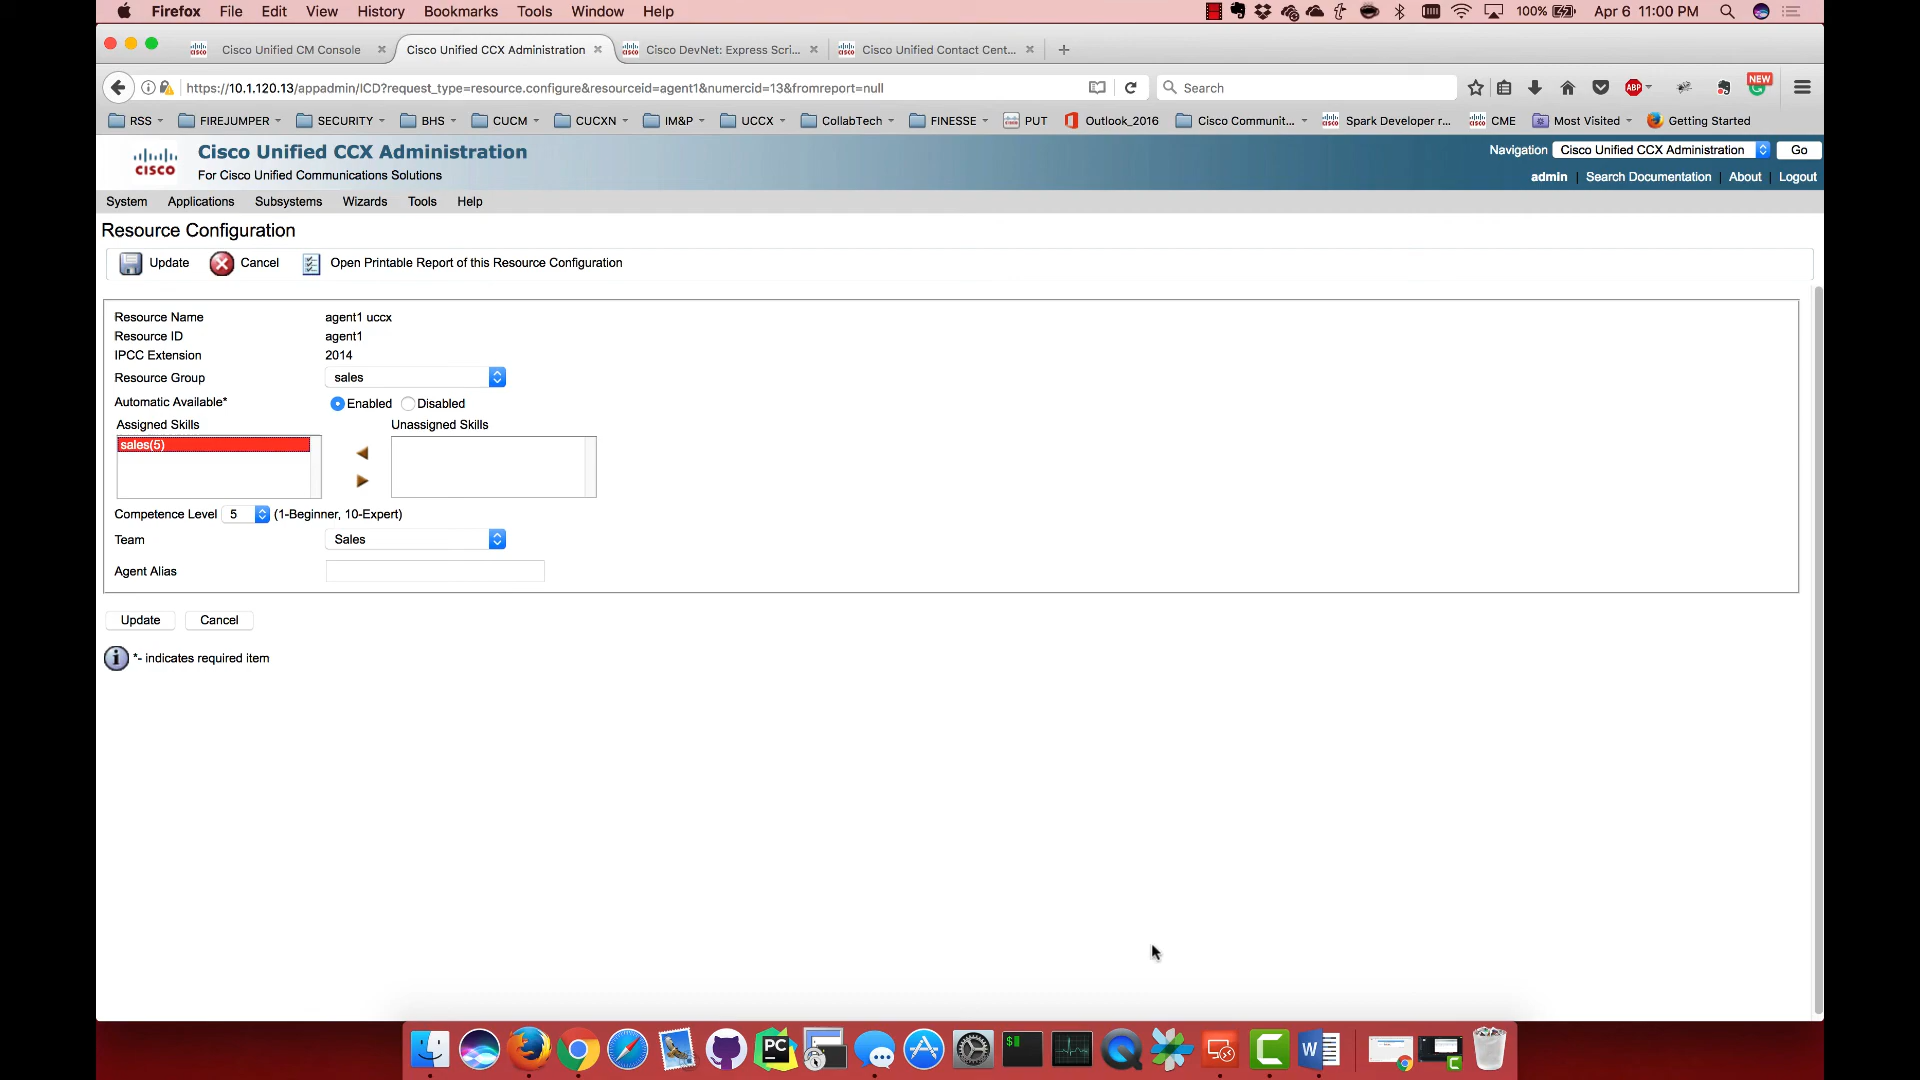 Firefox File Edit View History Bookmarks Tools Window Help 100% Apr 6 11:00 PM
Cisco Unified CM Console Cisco Unified CCX Administration Cisco DevNet: Express Scri... Cisco Unified Contact Cent...
https://10.1.120.13/appadmin/ICD?request_type=resource.configure&resourceid=agent1&numercid=13&fromreport=null Search ABP NEW
RSS FIREJUMPER SECURITY BHS CUCM CUCXN IM&P UCCX CollabTech FINESSE PUT Outlook_2016 Cisco Communit... Spark Developer r... CME Most Visited Getting Started
CISCO Cisco Unified CCX Administration Navigation Cisco Unified CCX Administration Go
For Cisco Unified Communications Solutions admin | Search Documentation | About | Logout
System Applications Subsystems Wizards Tools Help
Resource Configuration
Update Cancel Open Printable Report of this Resource Configuration
Resource Name agent1 uccx
Resource ID agent1
IPCC Extension 2014
Resource Group sales
Automatic Available* Enabled Disabled
Assigned Skills Unassigned Skills
sales(5)
Competence Level 5 (1-Beginner, 10-Expert)
Team Sales
Agent Alias
Update Cancel
*- indicates required item
PC $ W